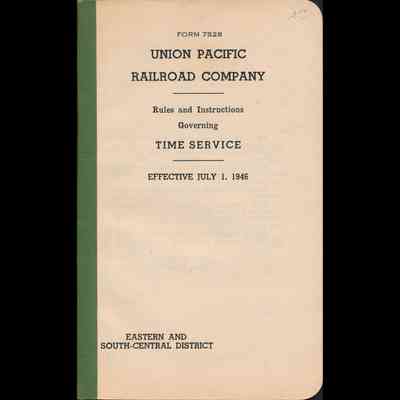 FORM 7528
UNION PACIFIC
RAILROAD COMPANY
Rules and Instructions
Governing
TIME SERVICE
EFFECTIVE JULY 1, 1946
EASTERN AND
SOUTH-CENTRAL DISTRICT